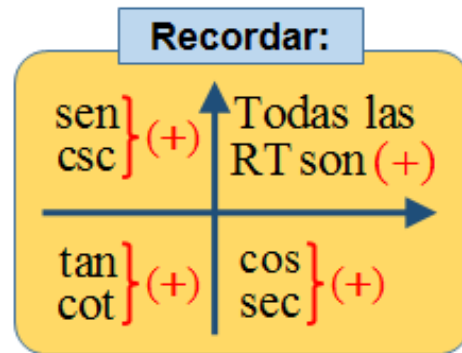 Recordar:
sen
csc
(+)
Todas las
RT son (+)
tan
cot
(+)
cos
sec
(+)